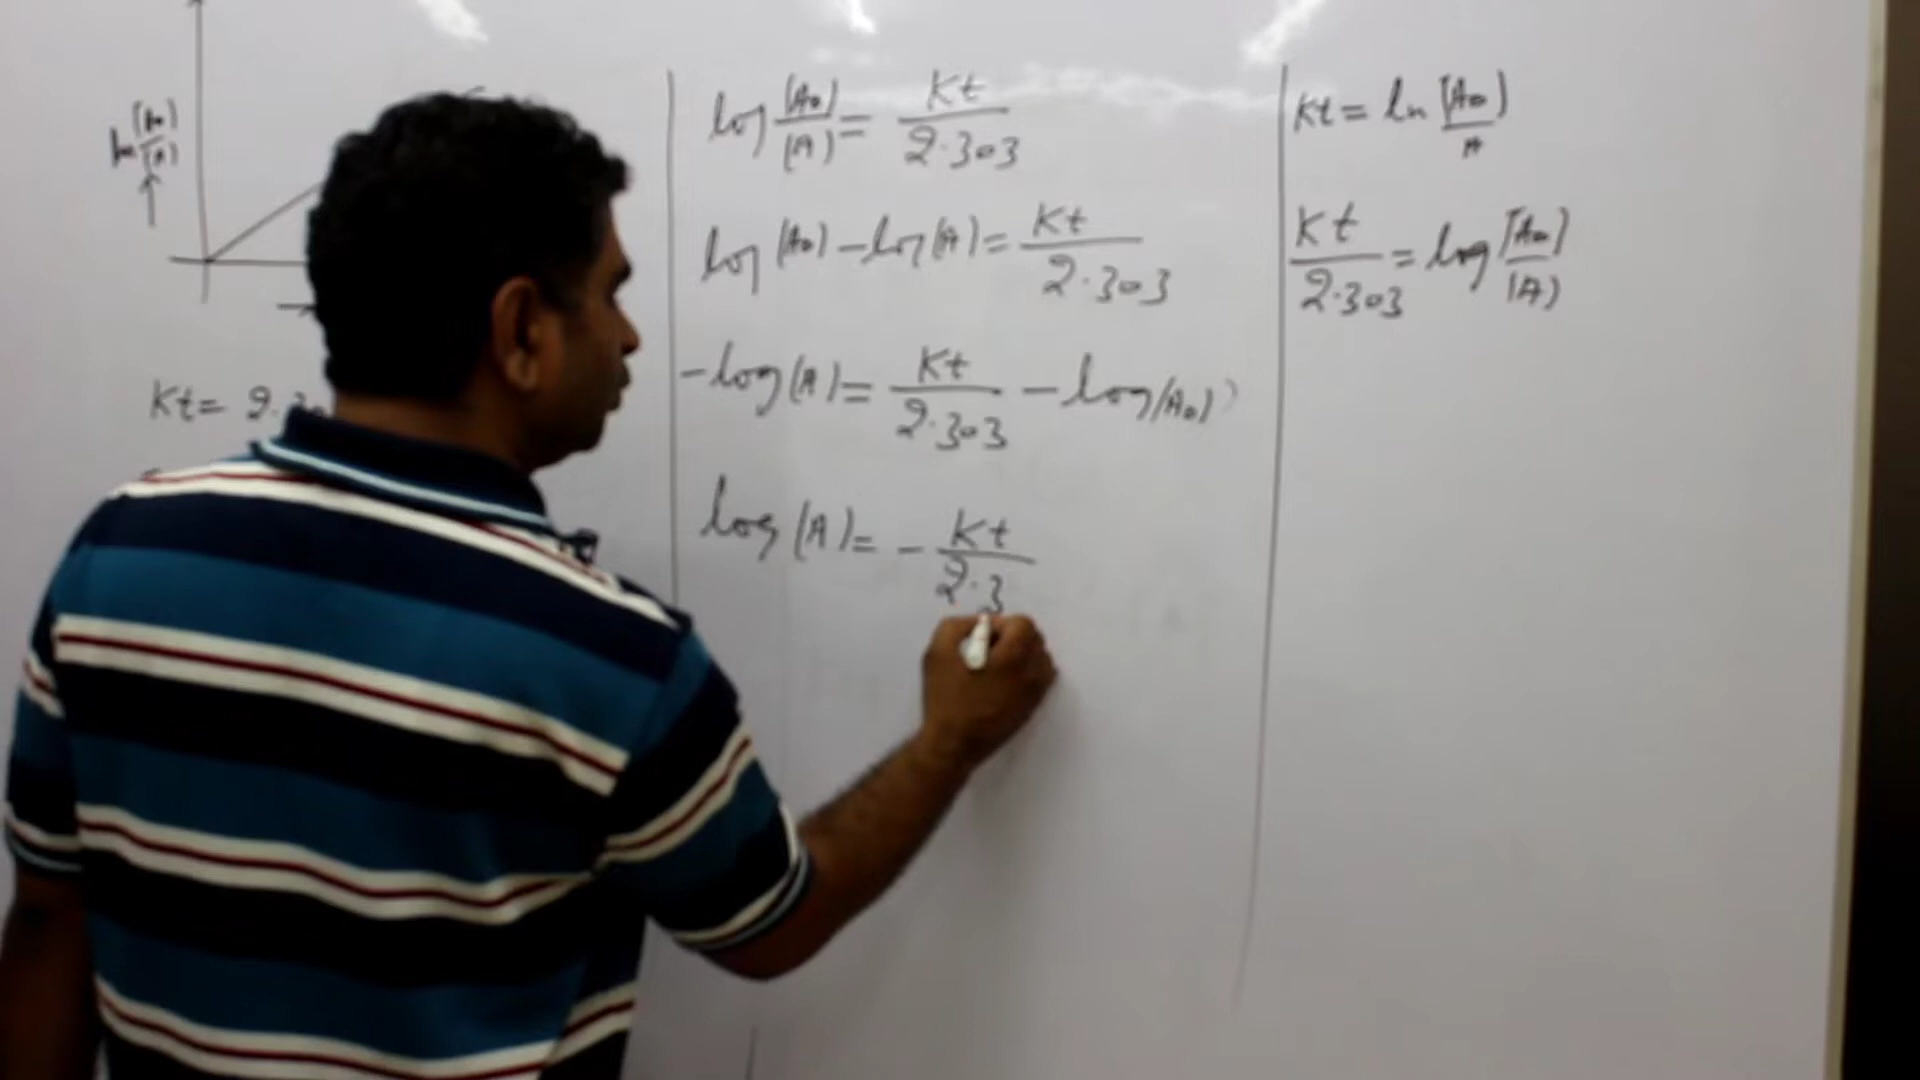 ln [A₀]/[A]
Kt = 2.30
log [A₀]/[A] = Kt/2.303
log [A₀] - log [A] = Kt/2.303
-log [A] = Kt/2.303 - log [A₀]
log [A] = - Kt/2.3
Kt = ln [A₀]/A
Kt/2.303 = log [A₀]/[A]